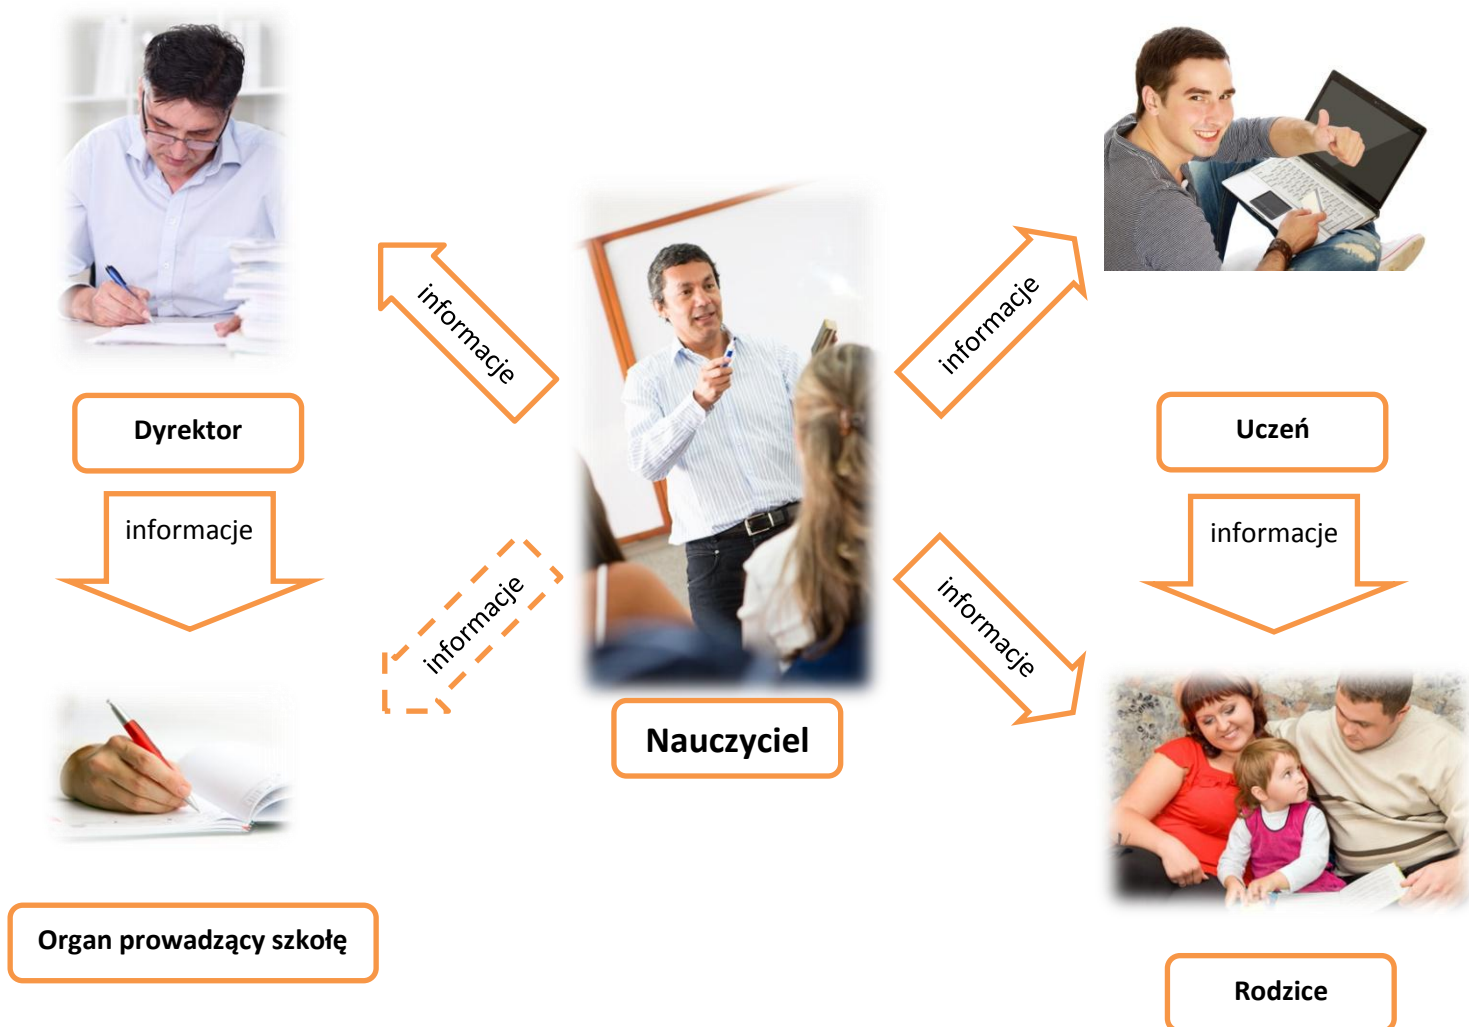 informacje
informacje
Dyrektor
Uczeń
informacje
informacje
informacje
informacje
Nauczyciel
Organ prowadzący szkołę
Rodzice